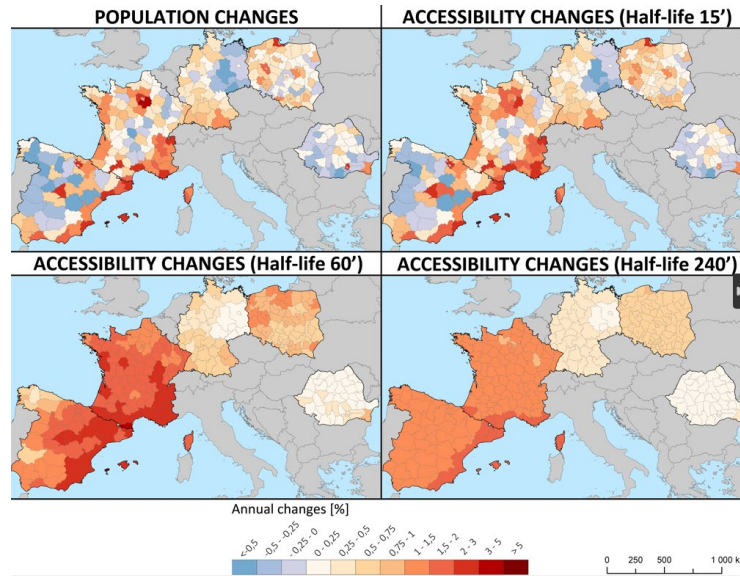 POPULATION CHANGES
ACCESSIBILITY CHANGES (Half-life 15')
ACCESSIBILITY CHANGES (Half-life 60')
ACCESSIBILITY CHANGES (Half-life 240')
Annual changes [%]
<-0,5
-0,5 - -0,25
-0,25 - 0
0 - 0,25
0,25 - 0,5
0,5 - 0,75
0,75 - 1
1 - 1,5
1,5 - 2
2 - 3
3 - 5
> 5
0 250 500 1 000 km